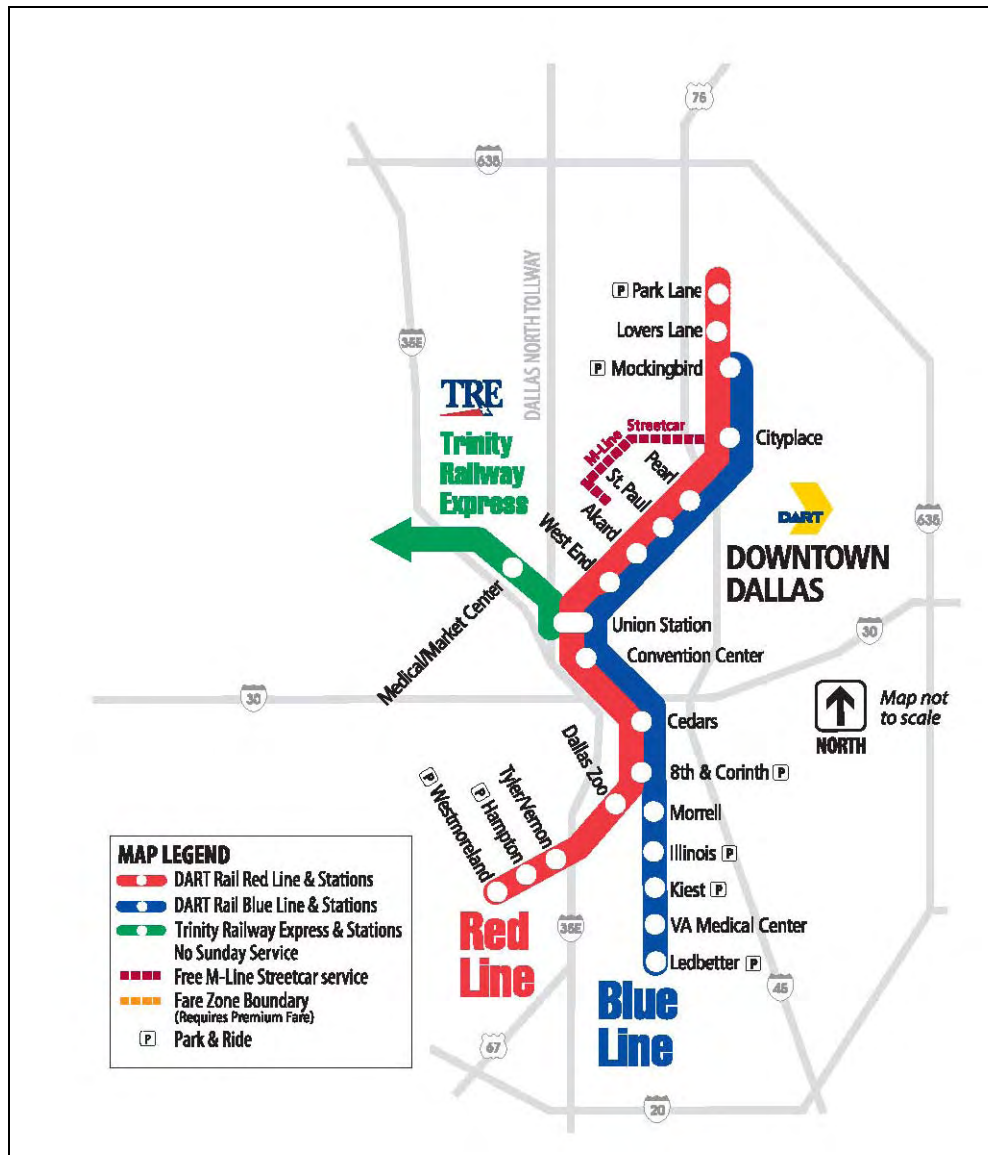 75
635
DALLAS NORTH TOLLWAY
35E
P Park Lane
Lovers Lane
P Mockingbird
TRE
Trinity
Railway
Express
M-Line Streetcar
Cityplace
Pearl
St. Paul
Akard
West End
DART
DOWNTOWN
DALLAS
635
Medical/Market Center
Union Station
30
Convention Center
30
Cedars
NORTH
Map not
to scale
Dallas Zoo
8th & Corinth P
Tyler/Vernon
P Hampton
P Westmoreland
Morrell
Illinois P
Kiest P
VA Medical Center
Ledbetter P
Red
Line
35E
Blue
Line
45
67
20
MAP LEGEND
DART Rail Red Line & Stations
DART Rail Blue Line & Stations
Trinity Railway Express & Stations
No Sunday Service
Free M-Line Streetcar service
Fare Zone Boundary
(Requires Premium Fare)
P Park & Ride